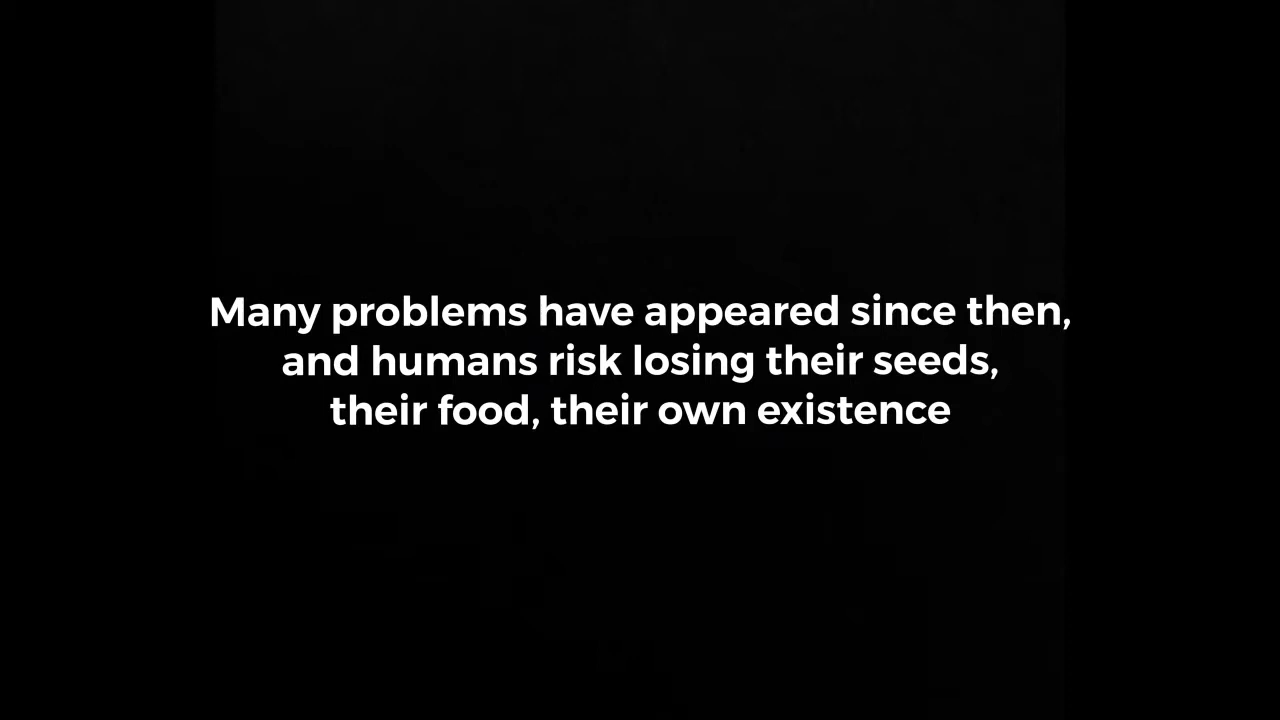 Many problems have appeared since then,
and humans risk losing their seeds,
their food, their own existence